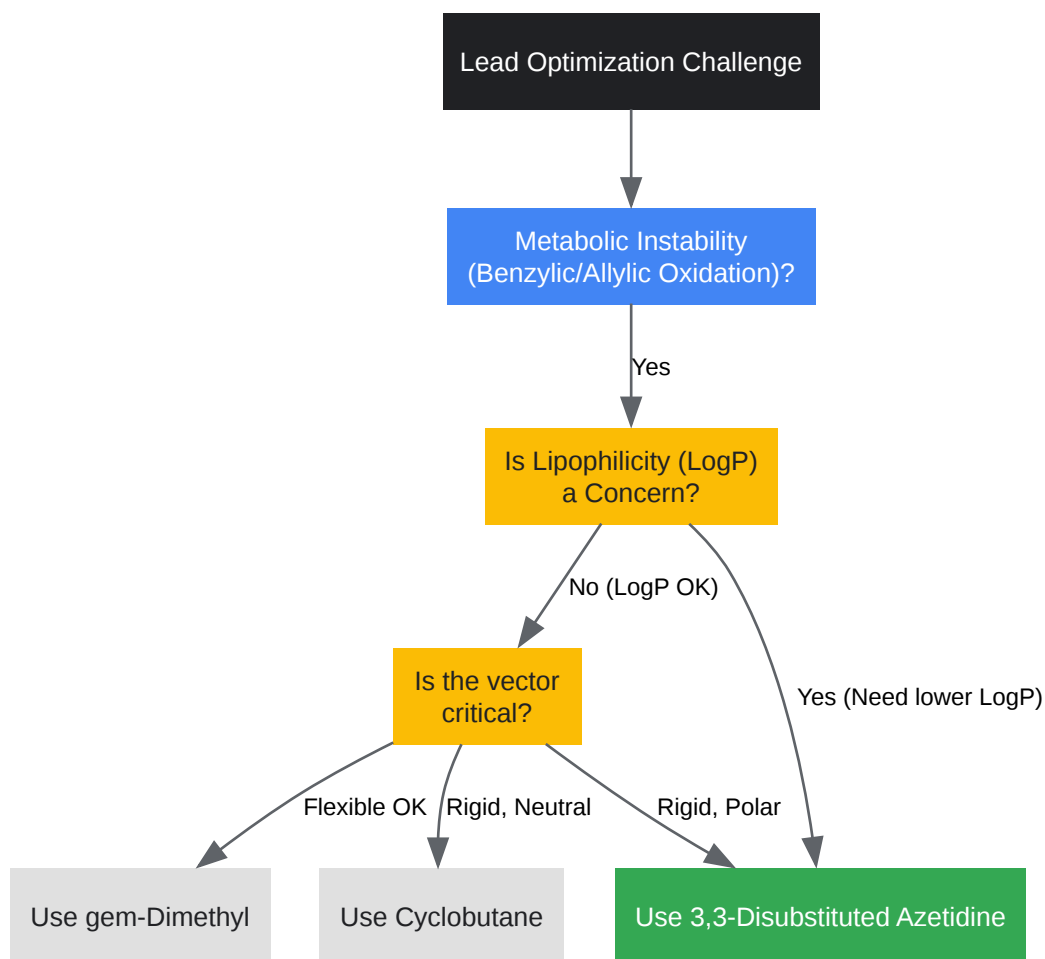 Lead Optimization Challenge
Metabolic Instability
(Benzylic/Allylic Oxidation)?
Yes
Is Lipophilicity (LogP)
a Concern?
No (LogP OK)
Is the vector
critical?
Yes (Need lower LogP)
Flexible OK
Rigid, Neutral
Rigid, Polar
Use gem-Dimethyl
Use Cyclobutane
Use 3,3-Disubstituted Azetidine